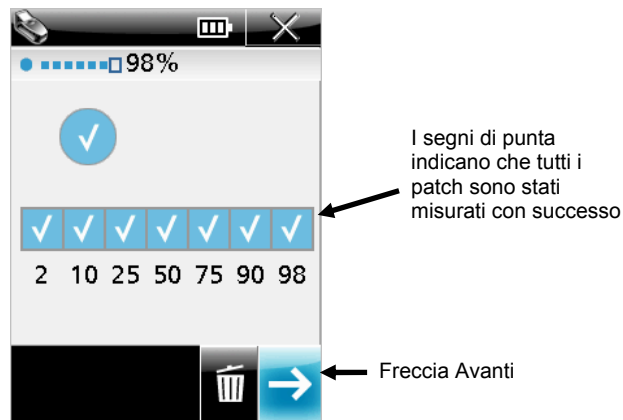 98%
I segni di punta
indicano che tutti i
patch sono stati
misurati con successo
2 10 25 50 75 90 98
Freccia Avanti